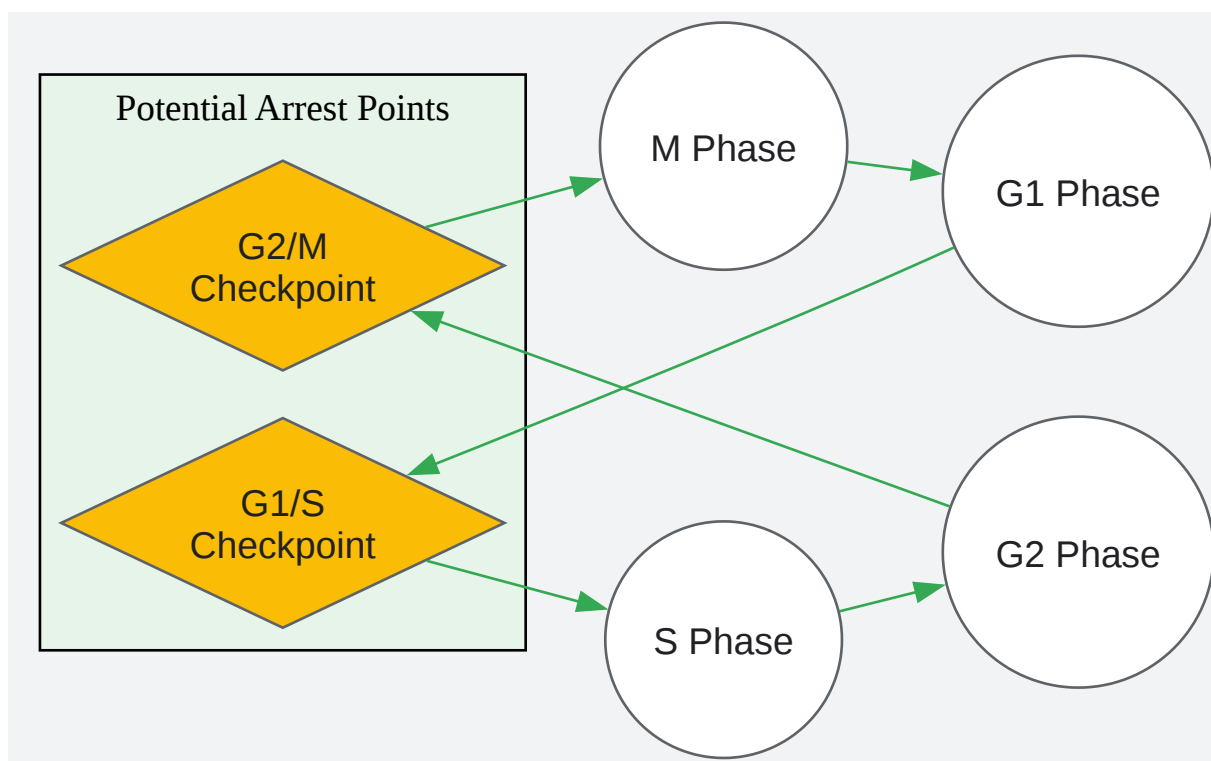 Potential Arrest Points
G2/M
Checkpoint
G1/S
Checkpoint
M Phase
G1 Phase
S Phase
G2 Phase